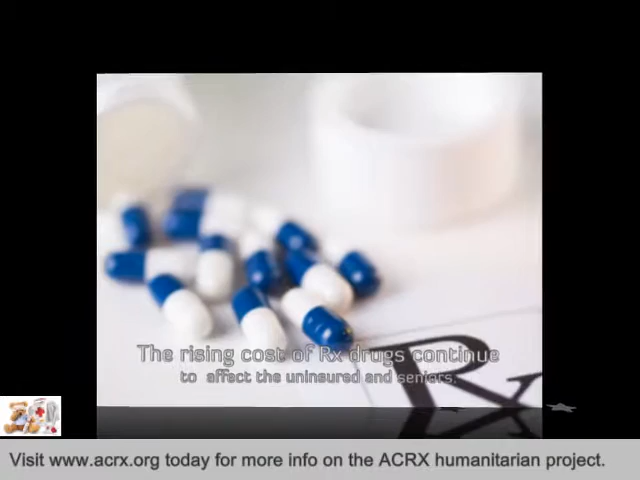 The rising cost of Rx drugs continue
to affect the uninsured and seniors.
Rx
Visit www.acrx.org today for more info on the ACRX humanitarian project.